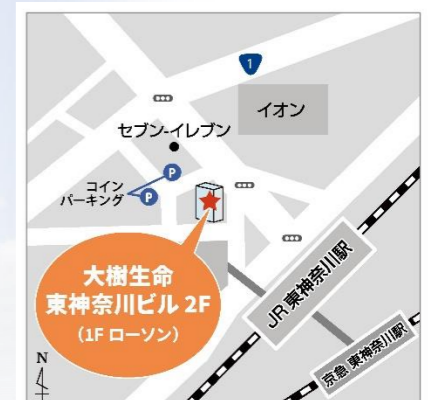 1
イオン
セブン-イレブン
P
コイン
パーキング
P
大樹生命
東神奈川ビル 2F
(1F ローソン)
JR 東神奈川駅
京急 東神奈川駅
N
4